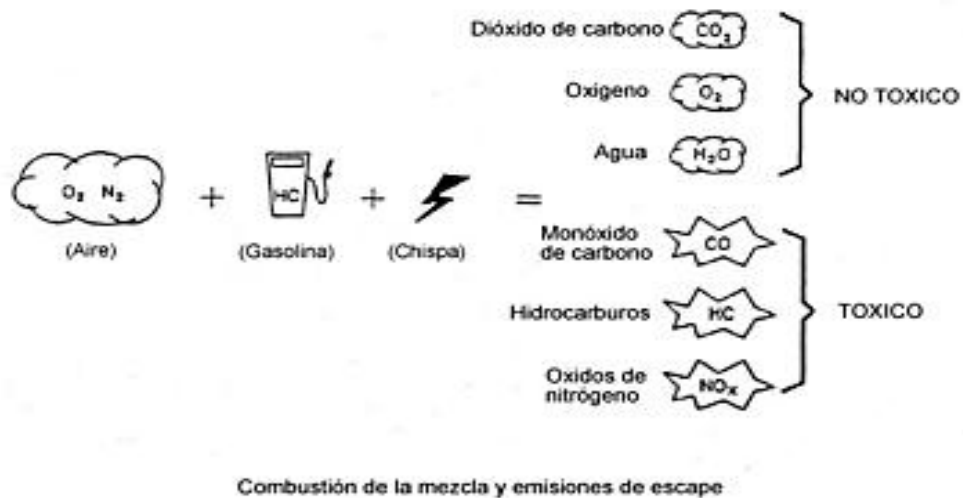 Dióxido de carbono CO2
Oxigeno O2
NO TOXICO
Agua H2O
O2 N2 + HC + =
(Aire) (Gasolina) (Chispa)
Monóxido
de carbono CO
Hidrocarburos HC
TOXICO
Oxidos de
nitrógeno NOx
Combustión de la mezcla y emisiones de escape